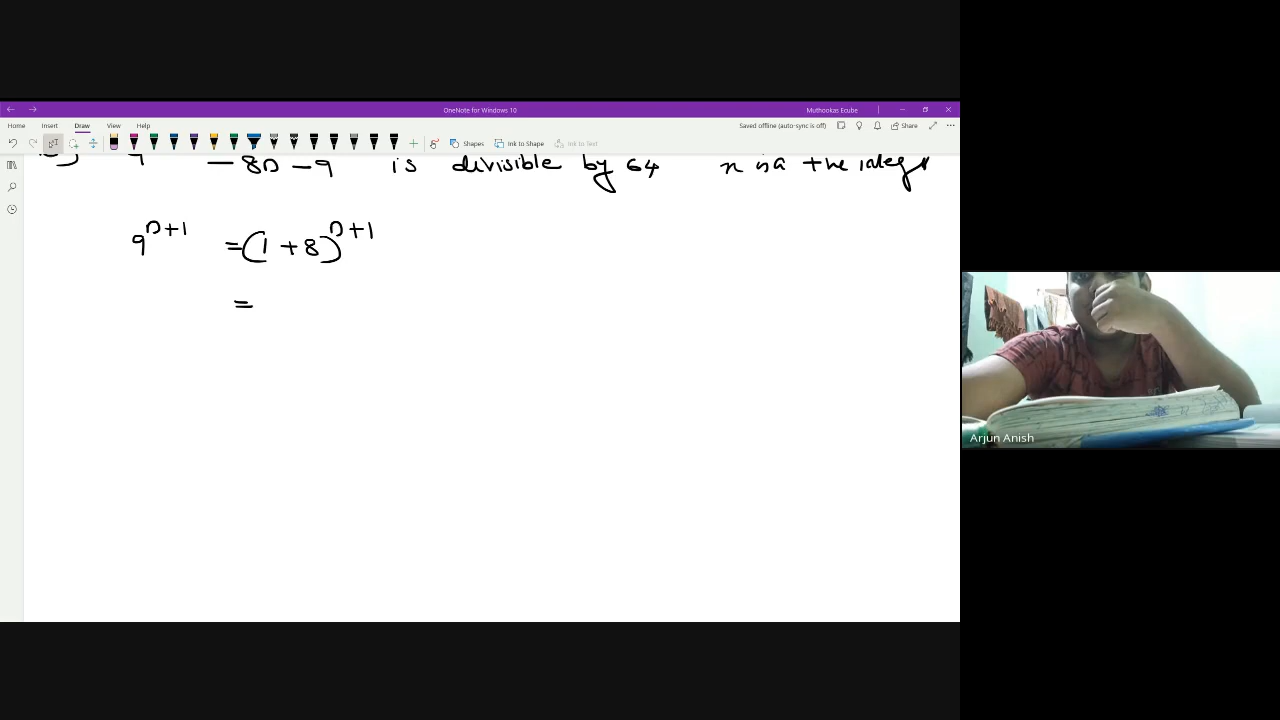 OneNote for Windows 10
Muthookas Ecube
Home Insert Draw View Help
Saved offline (auto-sync is off)
Share
Shapes
Ink to Shape
Ink to Text
9 - 8n - 9 is divisible by 64 n is a +ve integer
9^{n+1} = (1 + 8)^{n+1}
=
Arjun Anish